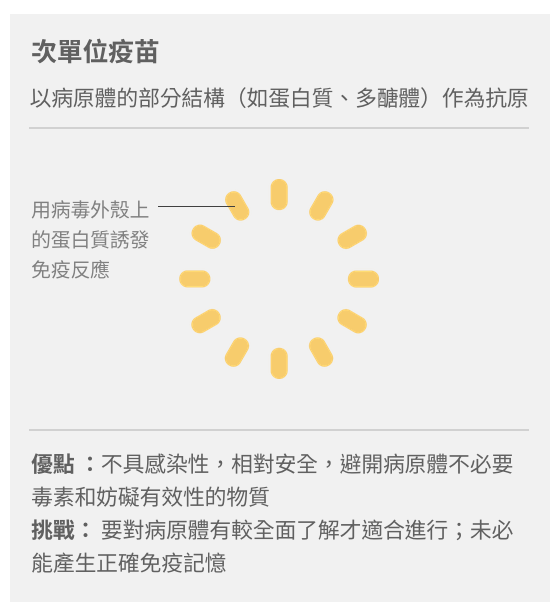 次單位疫苗
以病原體的部分結構（如蛋白質、多醣體）作為抗原
用病毒外殼上
的蛋白質誘發
免疫反應
優點：不具感染性，相對安全，避開病原體不必要
毒素和妨礙有效性的物質
挑戰： 要對病原體有較全面了解才適合進行；未必
能產生正確免疫記憶